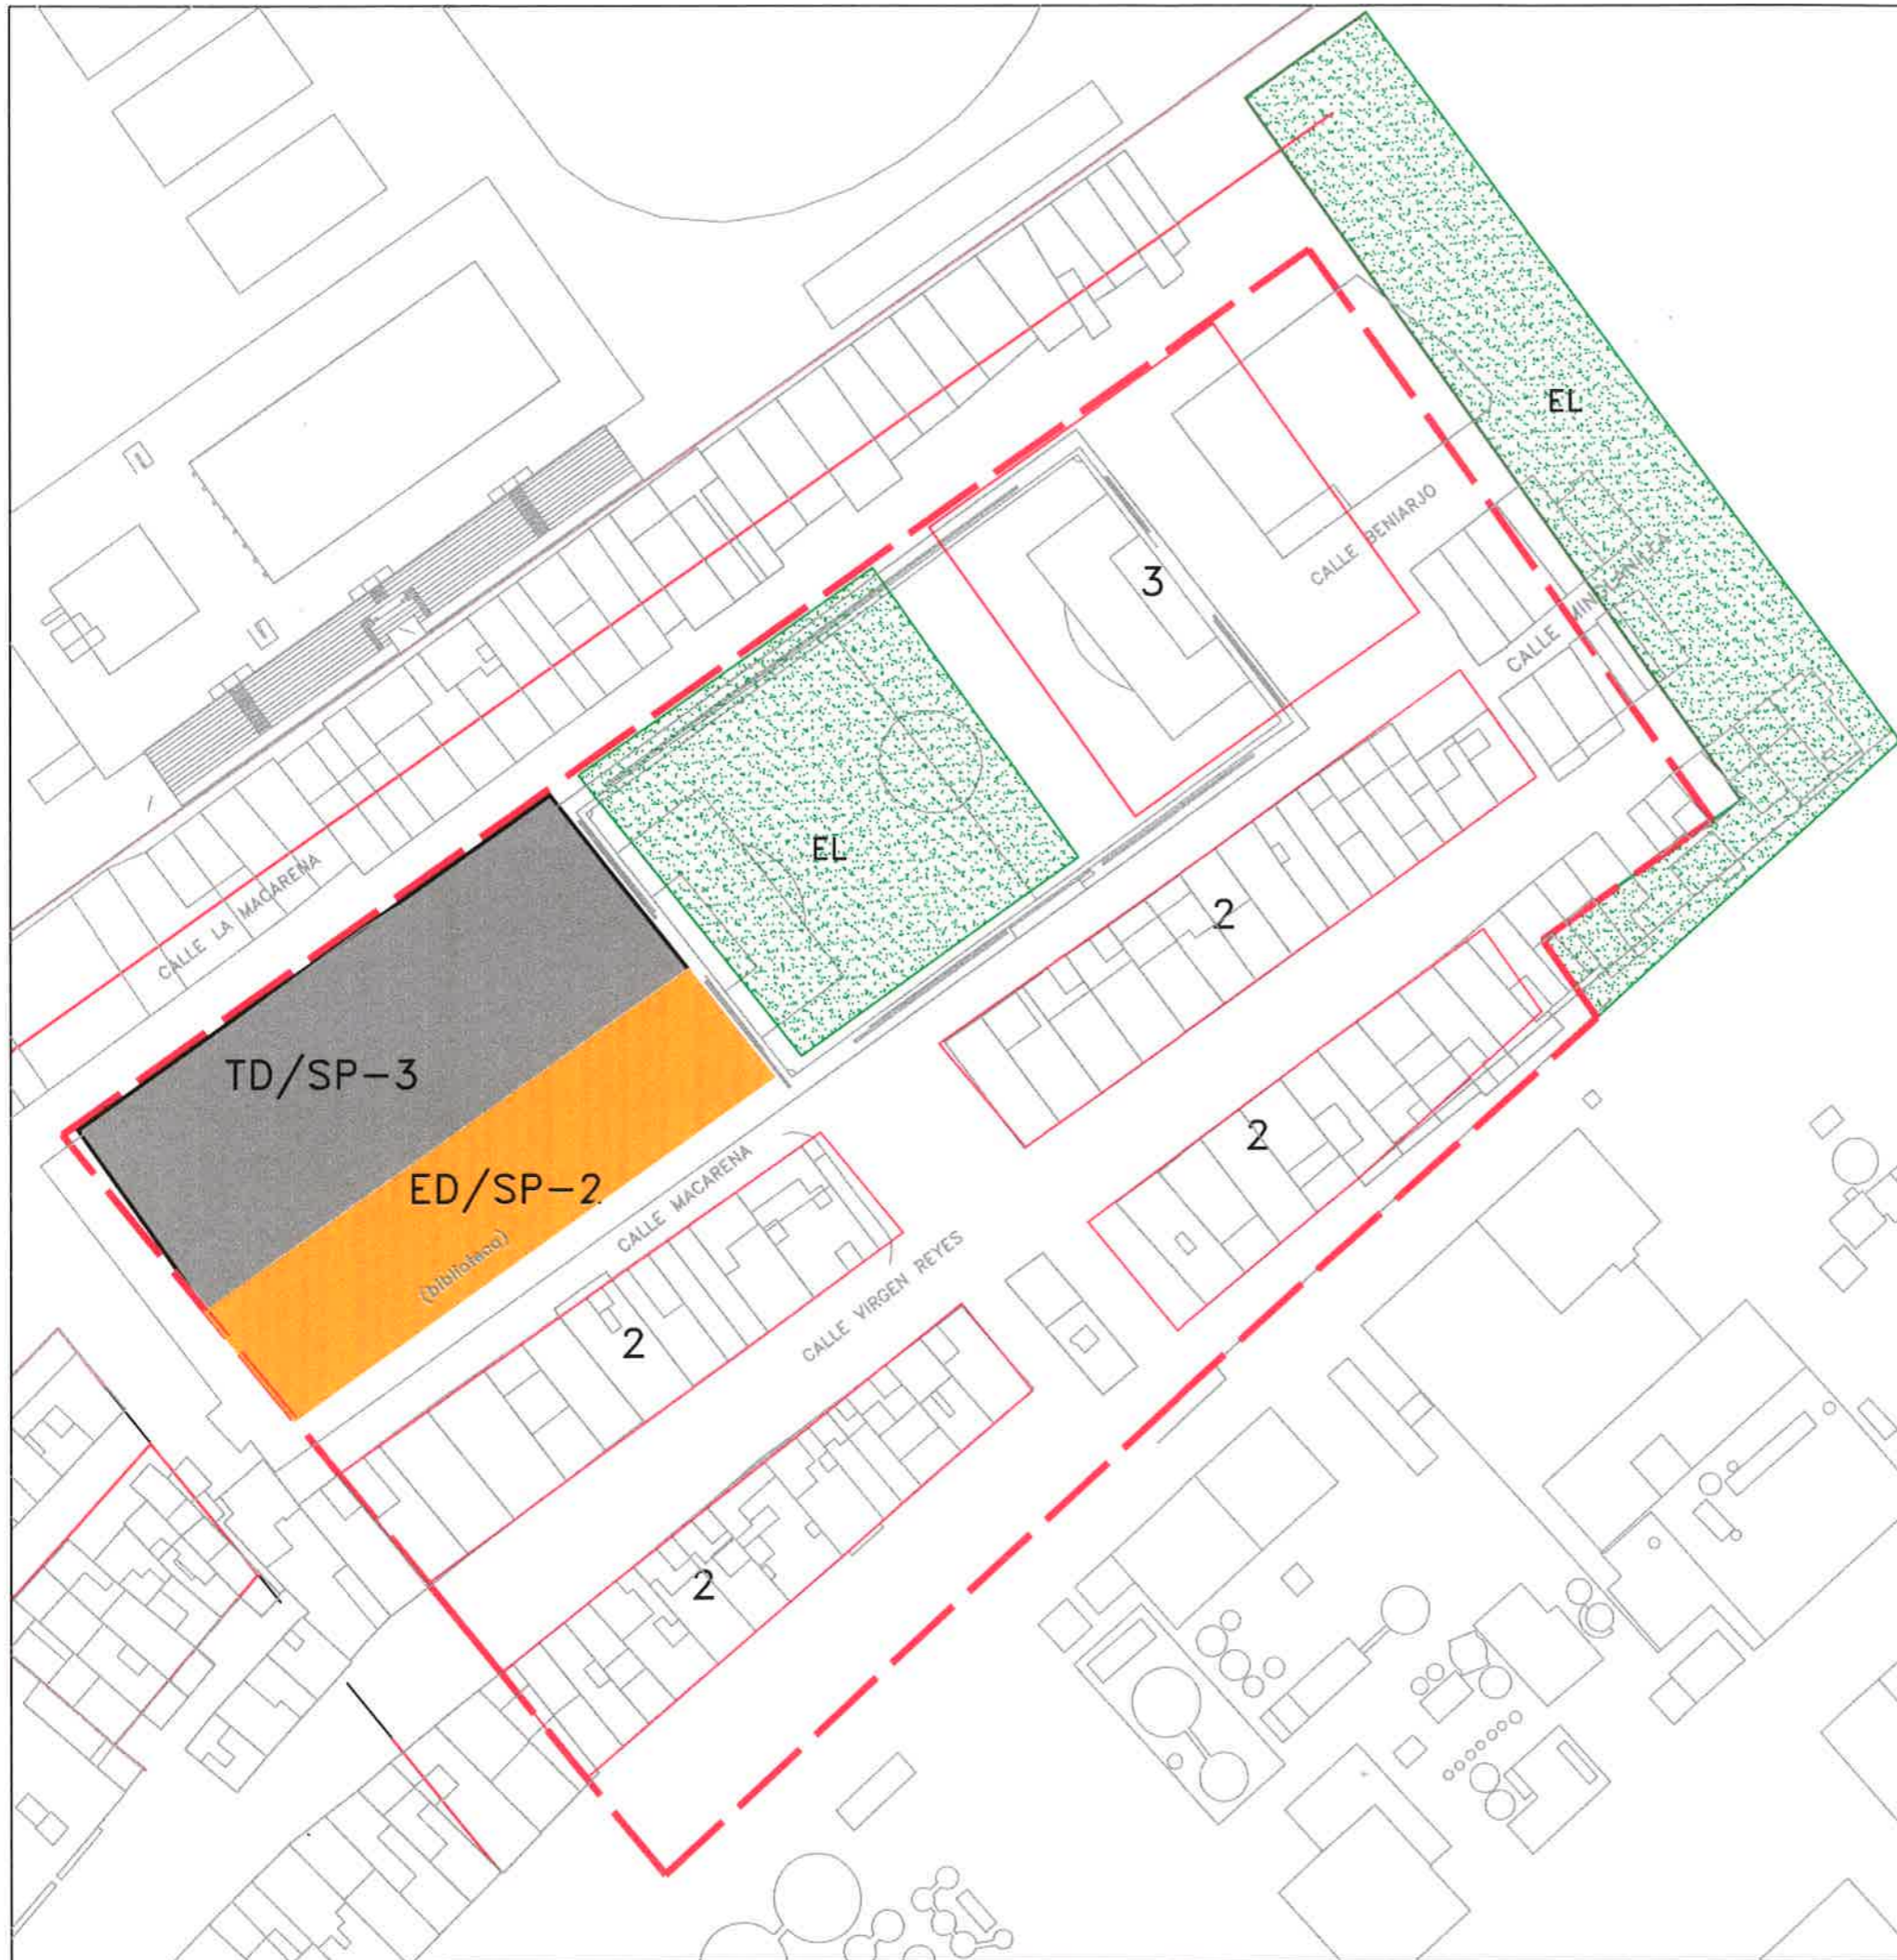 EL
CALLE BENIARJO
3
CALLE MINGLANILLA
EL
2
CALLE LA MACARENA
TD/SP-3
2
ED/SP-2
(biblioteca)
CALLE MACARENA
CALLE VIRGEN REYES
2
2